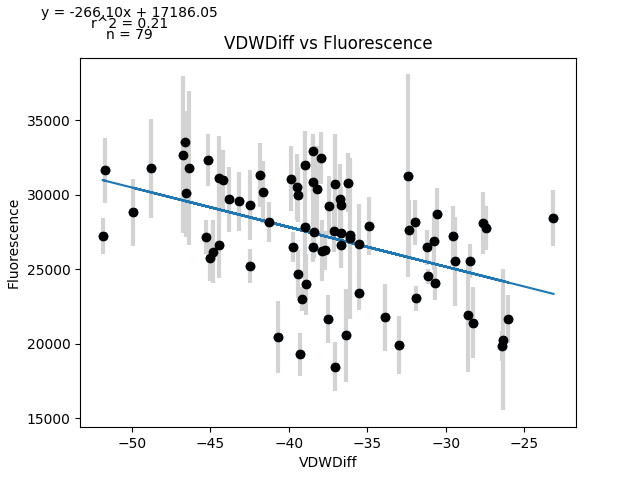 y = -266.10x + 17186.05
r^2 = 0.21
n = 79
VDWDiff vs Fluorescence
35000
30000
25000
20000
15000
Fluorescence
−50
−45
−40
−35
−30
−25
VDWDiff